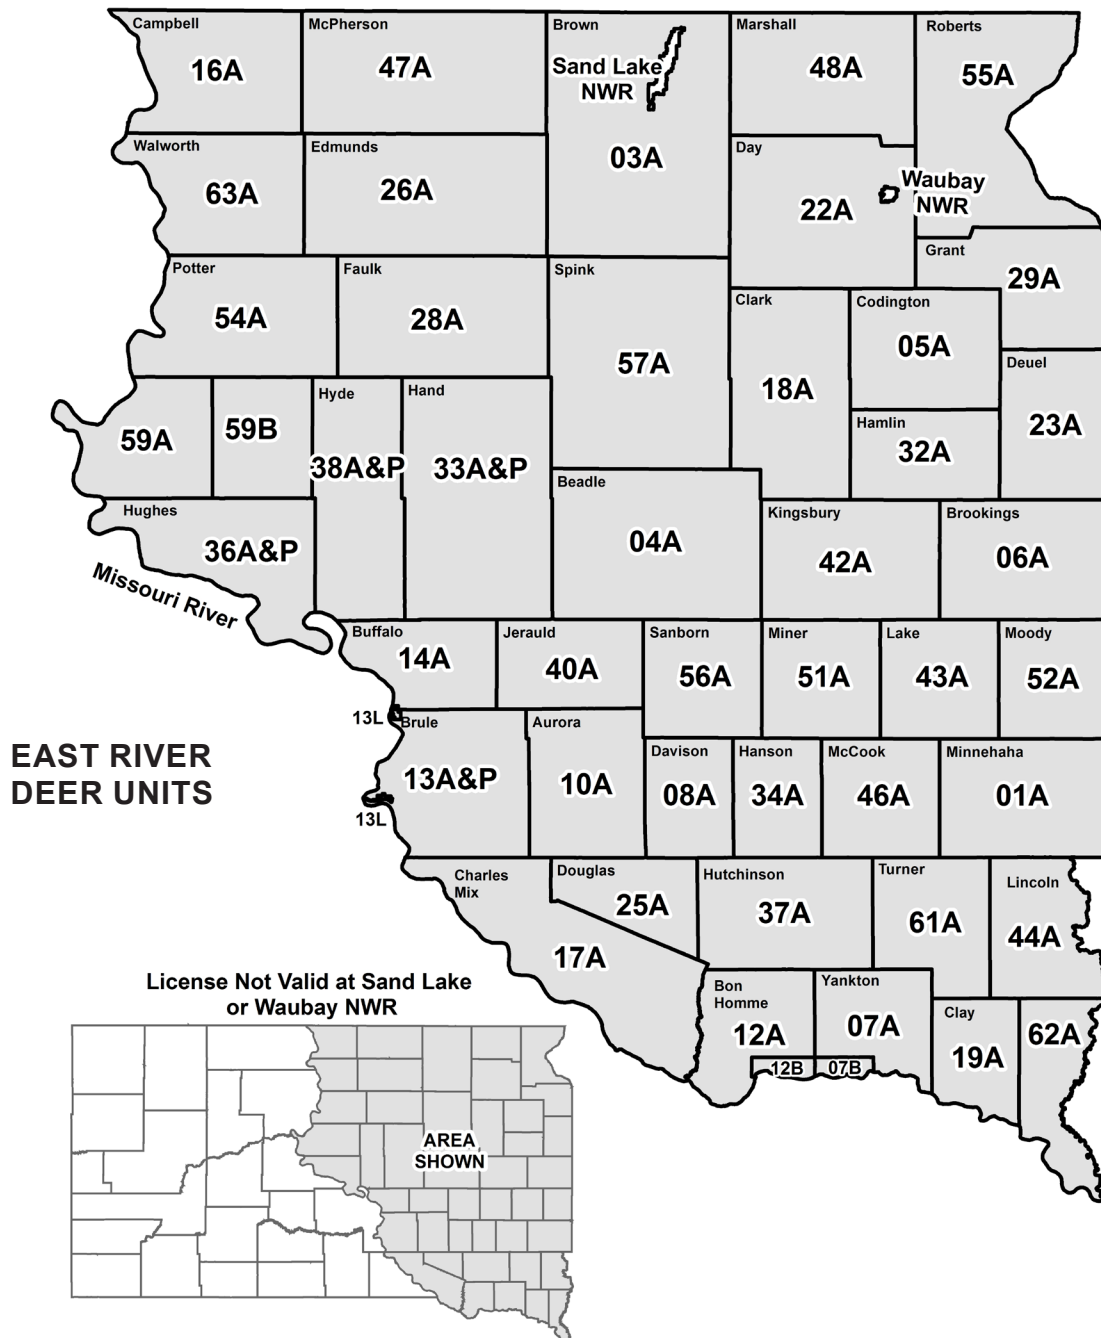 Campbell
16A
McPherson
47A
Brown
Sand Lake
NWR
03A
Marshall
48A
Roberts
55A
Walworth
63A
Edmunds
26A
Day
22A
Waubay
NWR
Grant
29A
Potter
54A
Faulk
28A
Spink
57A
Clark
18A
Codington
05A
Deuel
23A
Hamlin
32A
59A
59B
Hyde
38A&P
Hand
33A&P
Beadle
04A
Kingsbury
42A
Brookings
06A
Hughes
36A&P
Missouri River
Buffalo
14A
Jerauld
40A
Sanborn
56A
Miner
51A
Lake
43A
Moody
52A
13L
Brule
13A&P
13L
Aurora
10A
Davison
08A
Hanson
34A
McCook
46A
Minnehaha
01A
EAST RIVER
DEER UNITS
Charles
Mix
17A
Douglas
25A
Hutchinson
37A
Turner
61A
Lincoln
44A
Bon
Homme
12A
12B
Yankton
07A
07B
Clay
19A
62A
License Not Valid at Sand Lake
or Waubay NWR
AREA
SHOWN